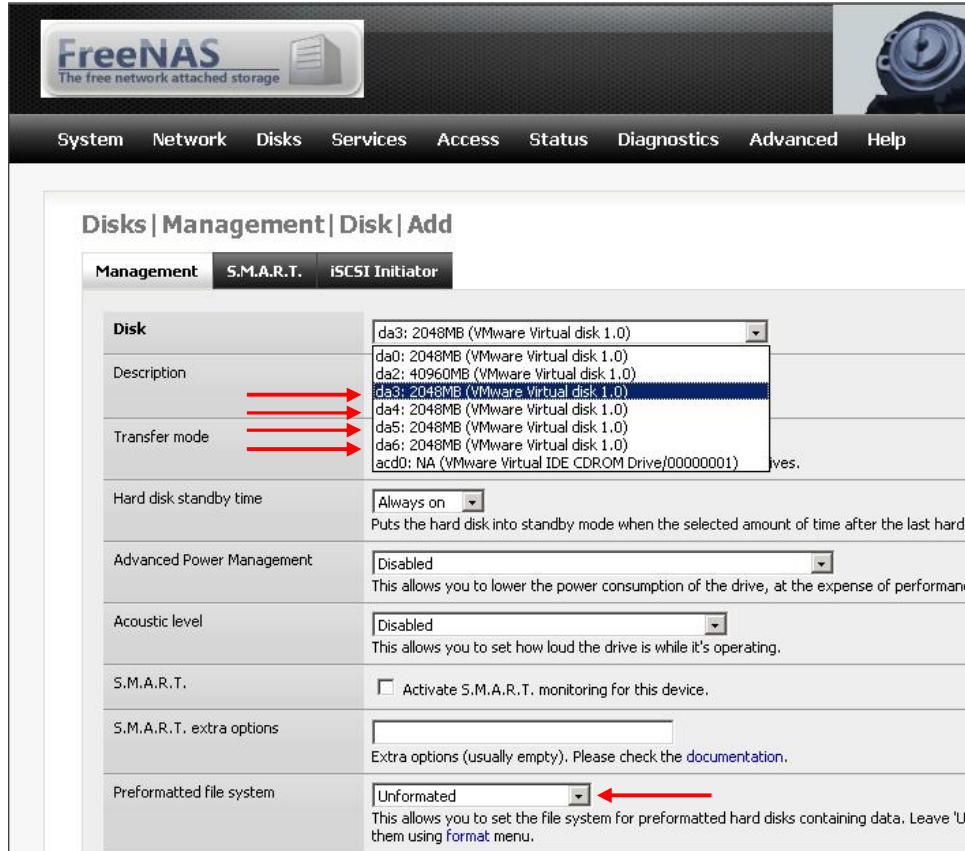 FreeNAS
The free network attached storage
System Network Disks Services Access Status Diagnostics Advanced Help
Disks|Management|Disk|Add
Management S.M.A.R.T. iSCSI Initiator
Disk
da3: 2048MB (VMware Virtual disk 1.0)
da0: 2048MB (VMware Virtual disk 1.0)
da2: 40960MB (VMware Virtual disk 1.0)
da3: 2048MB (VMware Virtual disk 1.0)
da4: 2048MB (VMware Virtual disk 1.0)
da5: 2048MB (VMware Virtual disk 1.0)
da6: 2048MB (VMware Virtual disk 1.0)
acd0: NA (VMware Virtual IDE CDROM Drive/00000001)
Description
Transfer mode
ives.
Hard disk standby time
Always on
Puts the hard disk into standby mode when the selected amount of time after the last hard
Advanced Power Management
Disabled
This allows you to lower the power consumption of the drive, at the expense of performan
Acoustic level
Disabled
This allows you to set how loud the drive is while it's operating.
S.M.A.R.T.
Activate S.M.A.R.T. monitoring for this device.
S.M.A.R.T. extra options
Extra options (usually empty). Please check the documentation.
Preformatted file system
Unformated
This allows you to set the file system for preformatted hard disks containing data. Leave 'U
them using format menu.